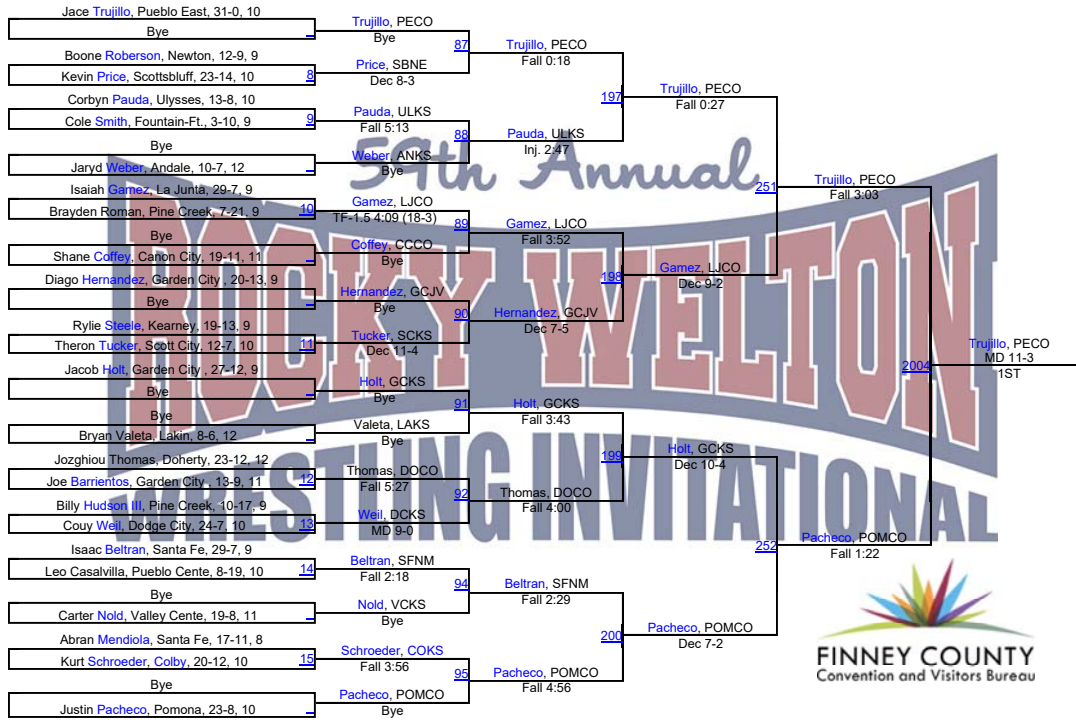 Jace Trujillo, Pueblo East, 31-0, 10
Bye
Boone Roberson, Newton, 12-9, 9
Kevin Price, Scottsbluff, 23-14, 10
8
Corbyn Pauda, Ulysses, 13-8, 10
Cole Smith, Fountain-Ft., 3-10, 9
9
Bye
Jaryd Weber, Andale, 10-7, 12
Isaiah Gamez, La Junta, 29-7, 9
Brayden Roman, Pine Creek, 7-21, 9
10
Bye
Shane Coffey, Canon City, 19-11, 11
Diago Hernandez, Garden City , 20-13, 9
Bye
Rylie Steele, Kearney, 19-13, 9
Theron Tucker, Scott City, 12-7, 10
11
Jacob Holt, Garden City , 27-12, 9
Bye
Bye
Bryan Valeta, Lakin, 8-6, 12
Jozghiou Thomas, Doherty, 23-12, 12
Joe Barrientos, Garden City , 13-9, 11
12
Billy Hudson III, Pine Creek, 10-17, 9
Couy Weil, Dodge City, 24-7, 10
13
Isaac Beltran, Santa Fe, 29-7, 9
Leo Casalvilla, Pueblo Cente, 8-19, 10
14
Bye
Carter Nold, Valley Cente, 19-8, 11
Abran Mendiola, Santa Fe, 17-11, 8
Kurt Schroeder, Colby, 20-12, 10
15
Bye
Justin Pacheco, Pomona, 23-8, 10
Trujillo, PECO
Bye
87
Price, SBNE
Dec 8-3
Pauda, ULKS
Fall 5:13
88
Weber, ANKS
Bye
Gamez, LJCO
TF-1.5 4:09 (18-3)
89
Coffey, CCCO
Bye
Hernandez, GCJV
Bye
90
Tucker, SCKS
Dec 11-4
Holt, GCKS
Bye
91
Valeta, LAKS
Bye
Thomas, DOCO
Fall 5:27
92
Weil, DCKS
MD 9-0
Beltran, SFNM
Fall 2:18
94
Nold, VCKS
Bye
Schroeder, COKS
Fall 3:56
95
Pacheco, POMCO
Bye
Trujillo, PECO
Fall 0:18
197
Pauda, ULKS
Inj. 2:47
Gamez, LJCO
Fall 3:52
198
Hernandez, GCJV
Dec 7-5
Holt, GCKS
Fall 3:43
199
Thomas, DOCO
Fall 4:00
Beltran, SFNM
Fall 2:29
200
Pacheco, POMCO
Fall 4:56
Trujillo, PECO
Fall 0:27
251
Gamez, LJCO
Dec 9-2
Holt, GCKS
Dec 10-4
252
Pacheco, POMCO
Dec 7-2
Trujillo, PECO
Fall 3:03
2004
Pacheco, POMCO
Fall 1:22
Trujillo, PECO
MD 11-3
1ST
59th Annual
ROCKY WELTON
WRESTLING INVITATIONAL
FINNEY COUNTY
Convention and Visitors Bureau